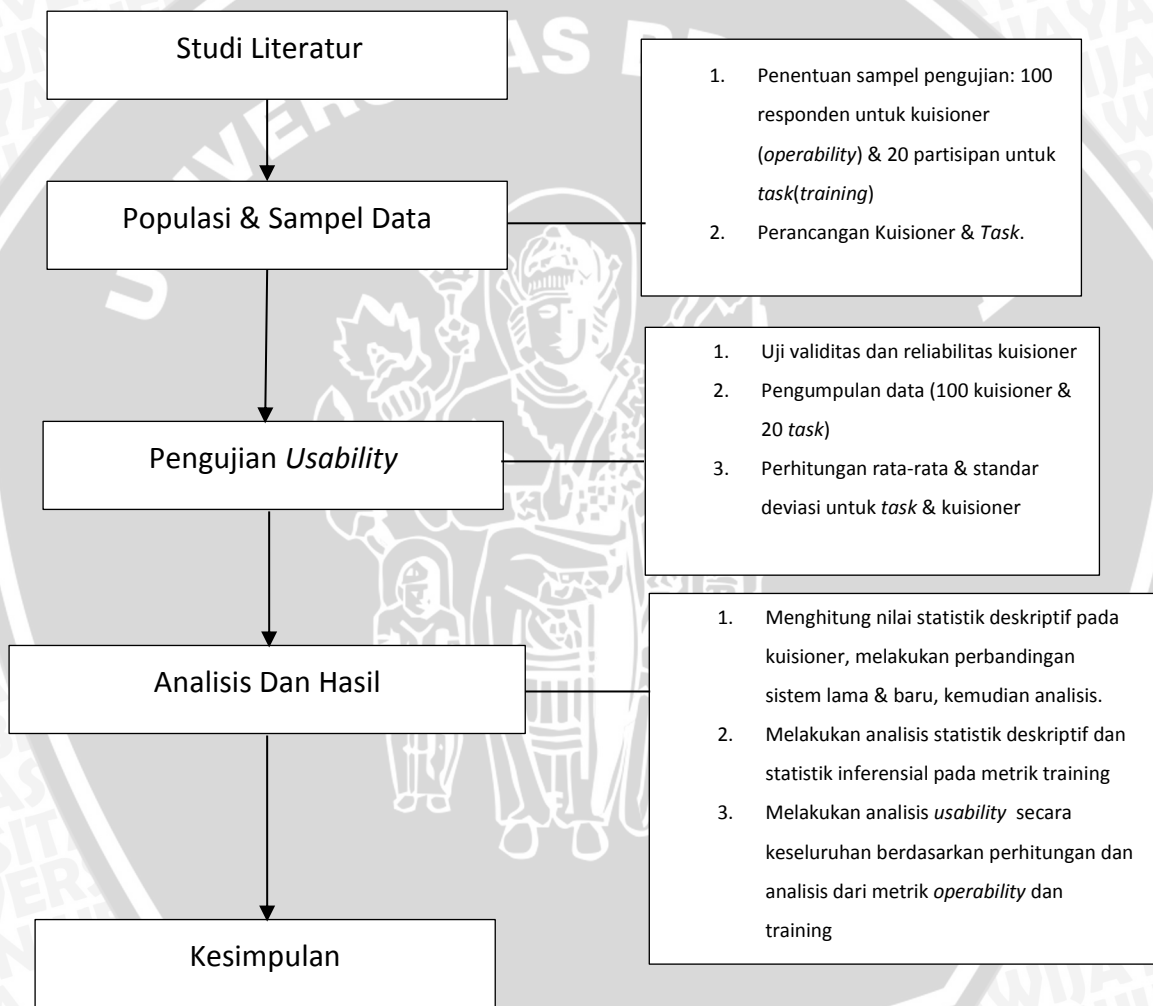 Studi Literatur
1. Penentuan sampel pengujian: 100
responden untuk kuisioner
(operability) & 20 partisipan untuk
task(training)
2. Perancangan Kuisioner & Task.
Populasi & Sampel Data
1. Uji validitas dan reliabilitas kuisioner
2. Pengumpulan data (100 kuisioner &
20 task)
3. Perhitungan rata-rata & standar
deviasi untuk task & kuisioner
Pengujian Usability
1. Menghitung nilai statistik deskriptif pada
kuisioner, melakukan perbandingan
sistem lama & baru, kemudian analisis.
2. Melakukan analisis statistik deskriptif dan
statistik inferensial pada metrik training
3. Melakukan analisis usability secara
keseluruhan berdasarkan perhitungan dan
analisis dari metrik operability dan
training
Analisis Dan Hasil
Kesimpulan